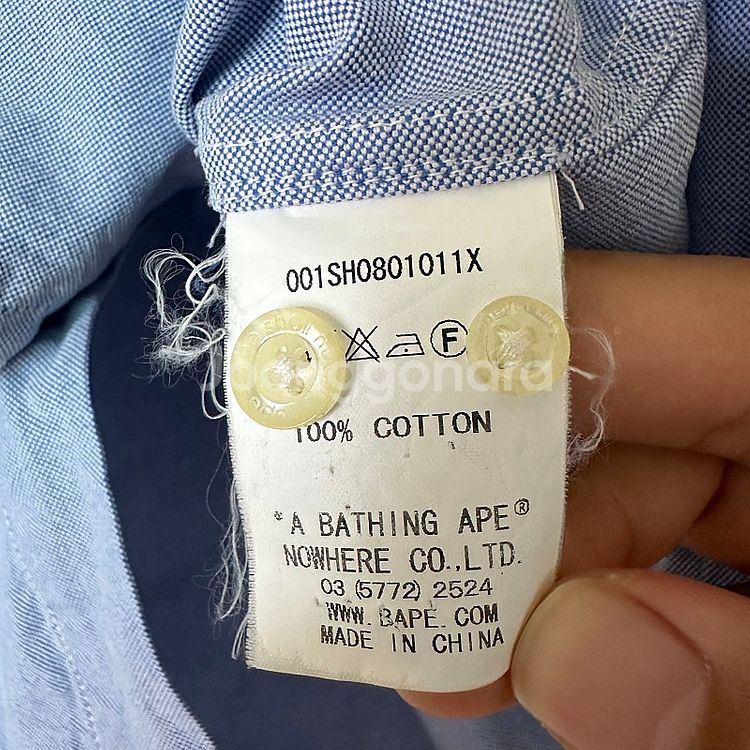 001SH0801011X
F
100% COTTON
"A BATHING APE®
NOWHERE CO.,LTD.
03 (5772) 2524
WWW.BAPE.COM
MADE IN CHINA